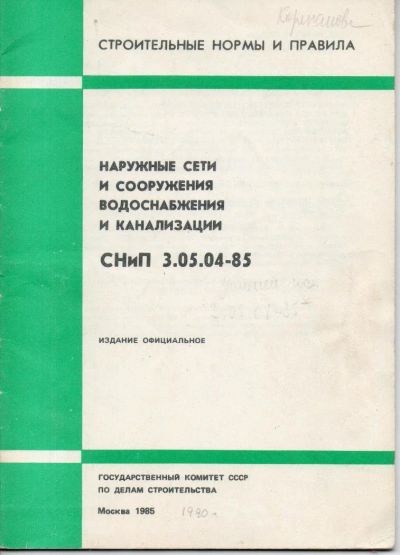 СТРОИТЕЛЬНЫЕ НОРМЫ И ПРАВИЛА
НАРУЖНЫЕ СЕТИ
И СООРУЖЕНИЯ
ВОДОСНАБЖЕНИЯ
И КАНАЛИЗАЦИИ
СНиП 3.05.04-85
ИЗДАНИЕ ОФИЦИАЛЬНОЕ
ГОСУДАРСТВЕННЫЙ КОМИТЕТ СССР
ПО ДЕЛАМ СТРОИТЕЛЬСТВА
Москва 1985 1990 г